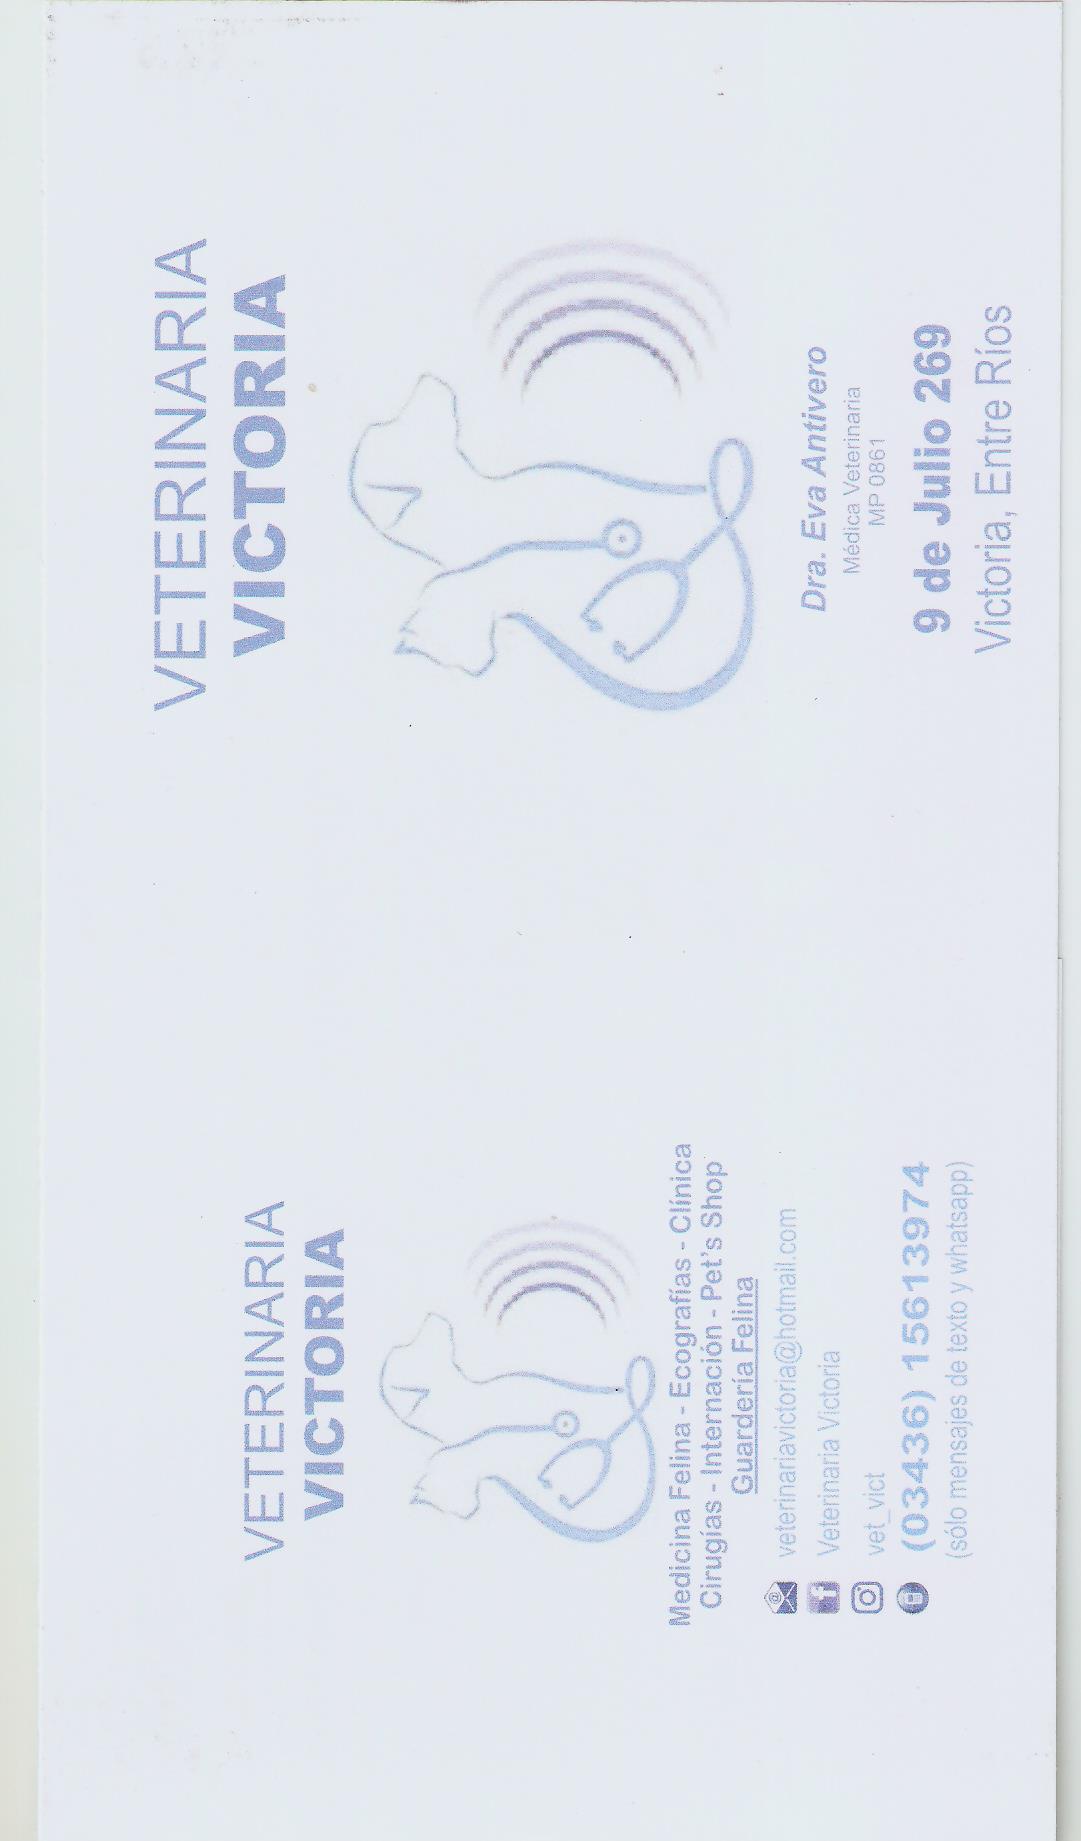 VETERINARIA
VICTORIA
Medicina Felina - Ecografías - Clínica
Cirugías - Internación - Pet's Shop
Guardería Felina
veterinariavictoria@hotmail.com
Veterinaria Victoria
vet_vict
(03436) 15613974
(sólo mensajes de texto y whatsapp)
VETERINARIA
VICTORIA
Dra. Eva Antivero
Médica Veterinaria
MP 0861
9 de Julio 269
Victoria, Entre Ríos